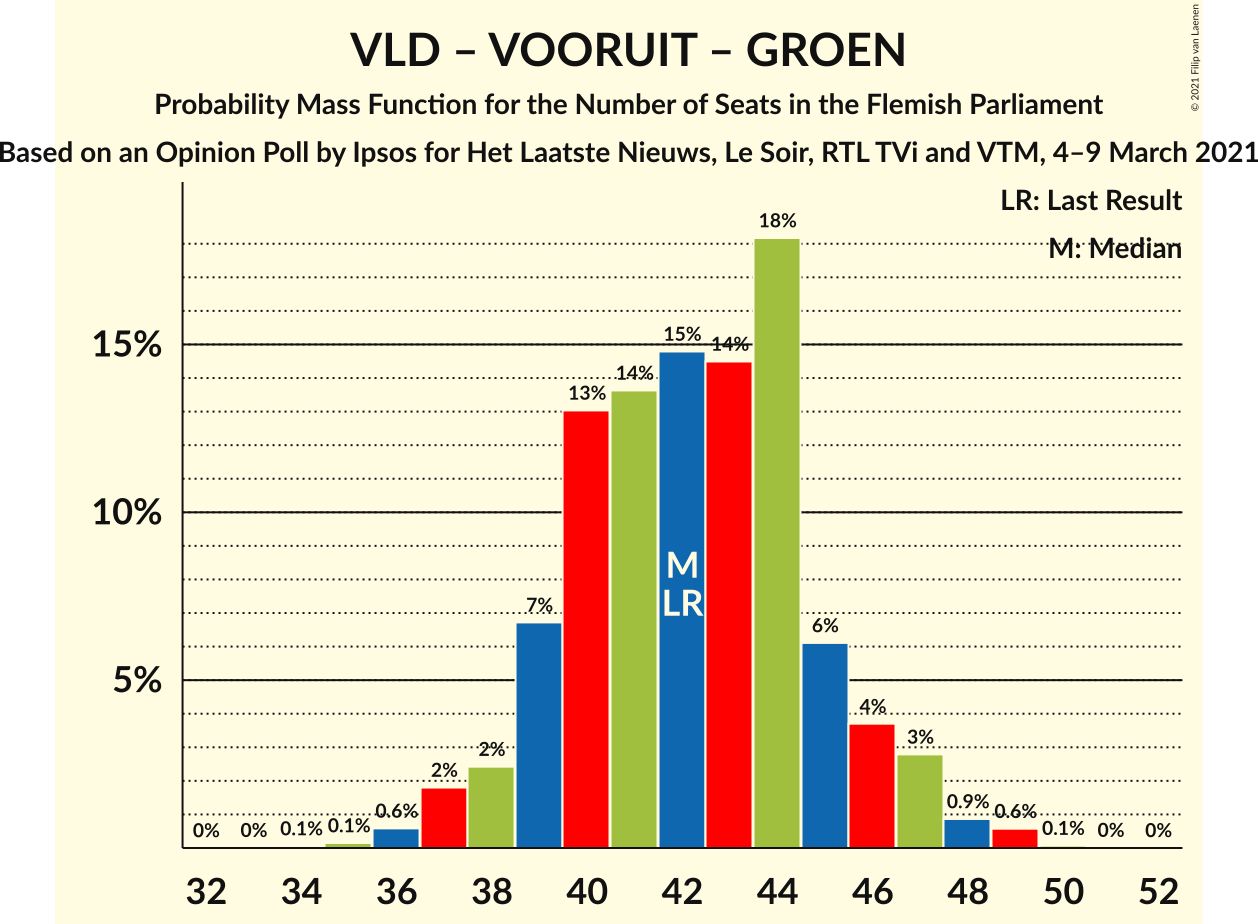 VLD – VOORUIT – GROEN
Probability Mass Function for the Number of Seats in the Flemish Parliament
Based on an Opinion Poll by Ipsos for Het Laatste Nieuws, Le Soir, RTL TVi and VTM, 4–9 March 2021
© 2021 Filip van Laenen
LR: Last Result
M: Median
15%
10%
5%
0%
0%
0.1%
0.1%
0.6%
2%
2%
7%
13%
14%
15%
14%
18%
6%
4%
3%
0.9%
0.6%
0.1%
0%
0%
M
LR
32 34 36 38 40 42 44 46 48 50 52